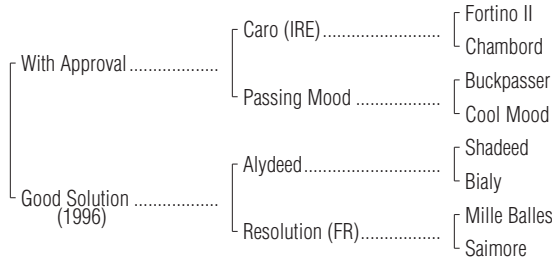 Fortino II
Caro (IRE)
Chambord
With Approval
Buckpasser
Passing Mood
Cool Mood
Shadeed
Alydeed
Bialy
Good Solution
(1996)
Mille Balles
Resolution (FR)
Saimore